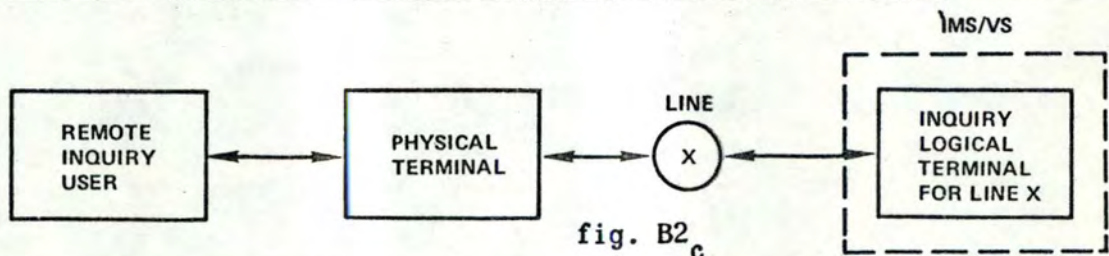 IMS/VS
REMOTE
INQUIRY
USER
PHYSICAL
TERMINAL
LINE
X
INQUIRY
LOGICAL
TERMINAL
FOR LINE X
fig. B2c